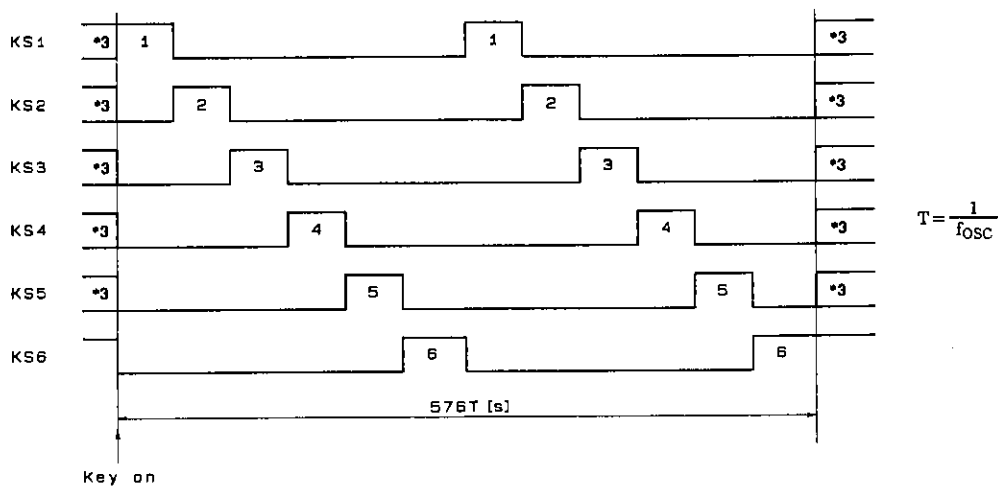 KS1 *3 1 1 *3
KS2 *3 2 2 *3
KS3 *3 3 3 *3
KS4 *3 4 4 *3
T=1/fOSC
KS5 *3 5 5 *3
KS6 6 6
576T [s]
Key on